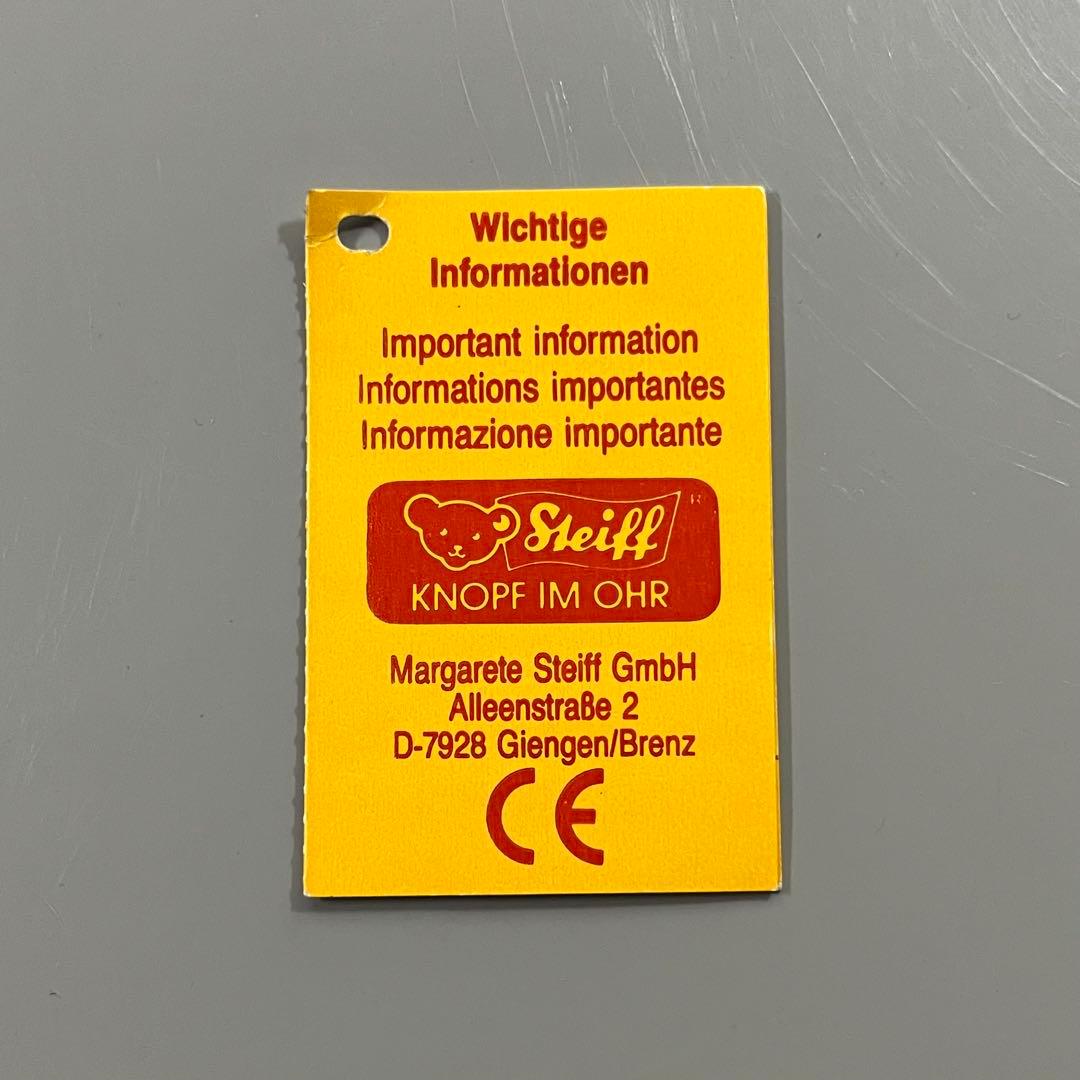 Wichtige
Informationen
Important information
Informations importantes
Informazione importante
Steiff ®
KNOPF IM OHR
Margarete Steiff GmbH
Alleenstraße 2
D-7928 Giengen/Brenz
CE